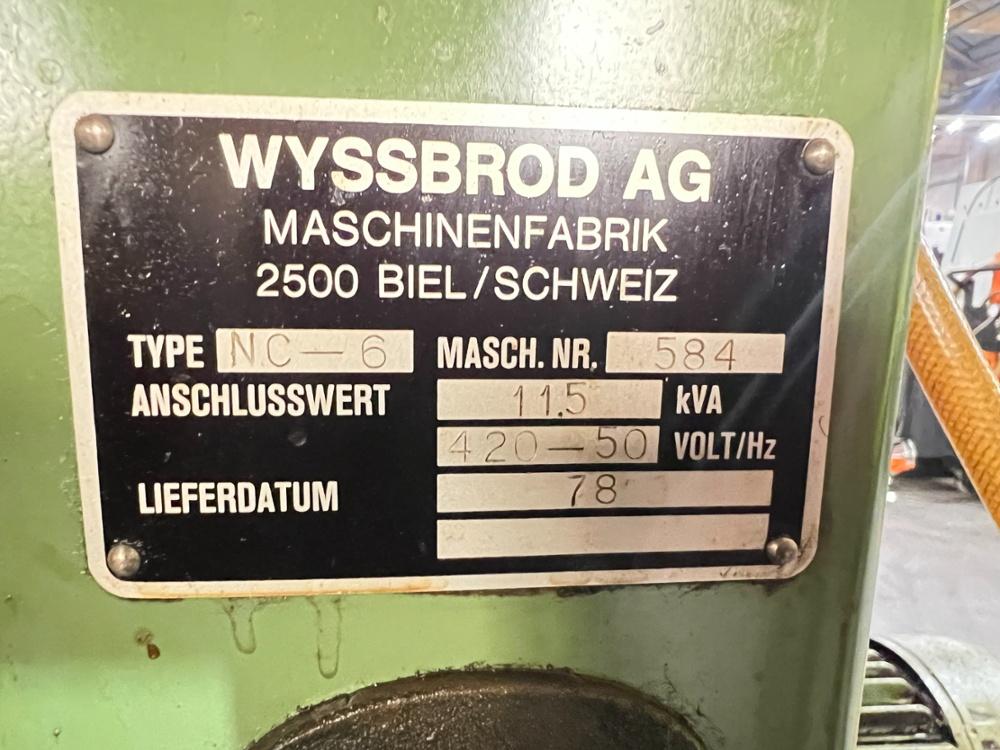 WYSSBROD AG
MASCHINENFABRIK
2500 BIEL/SCHWEIZ
TYPE NC-6 MASCH. NR. 584
ANSCHLUSSWERT 11,5 kVA
420-50 VOLT/Hz
LIEFERDATUM 78